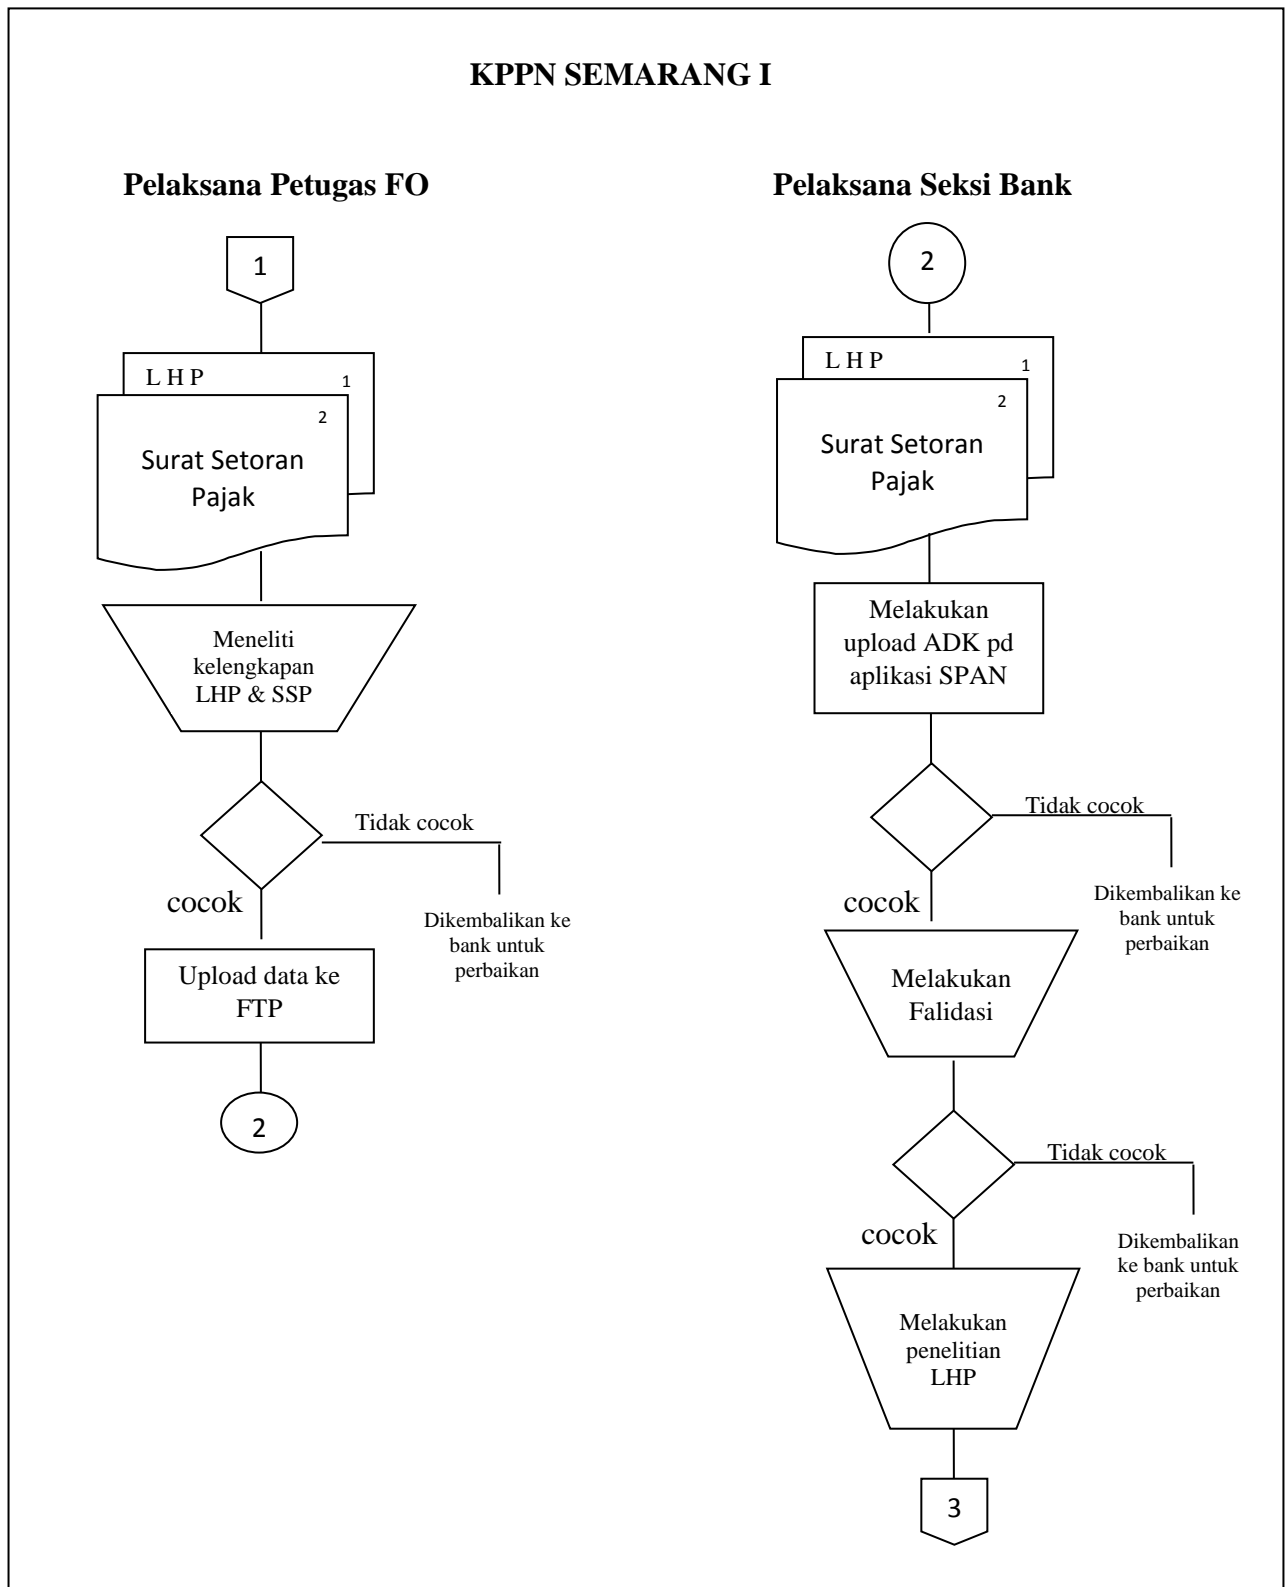 KPPN SEMARANG I
Pelaksana Petugas FO
1
L H P
1
2
Surat Setoran
Pajak
Meneliti
kelengkapan
LHP & SSP
Tidak cocok
cocok
Dikembalikan ke
bank untuk
perbaikan
Upload data ke
FTP
2
Pelaksana Seksi Bank
2
L H P
1
2
Surat Setoran
Pajak
Melakukan
upload ADK pd
aplikasi SPAN
Tidak cocok
cocok
Dikembalikan ke
bank untuk
perbaikan
Melakukan
Falidasi
Tidak cocok
cocok
Dikembalikan
ke bank untuk
perbaikan
Melakukan
penelitian
LHP
3